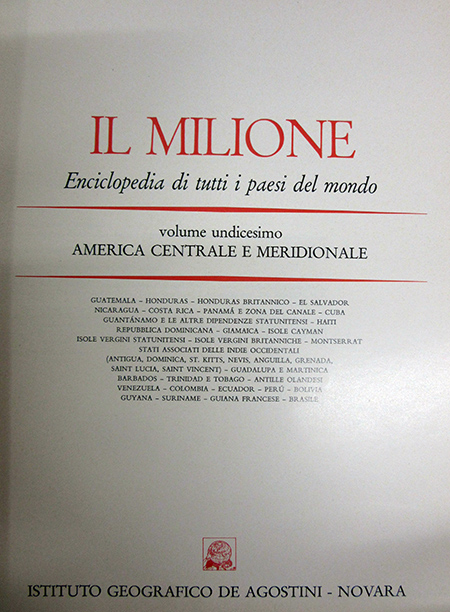 IL MILIONE
Enciclopedia di tutti i paesi del mondo
volume undicesimo
AMERICA CENTRALE E MERIDIONALE
GUATEMALA – HONDURAS – HONDURAS BRITANNICO – EL SALVADOR
NICARAGUA – COSTA RICA – PANAMÁ E ZONA DEL CANALE – CUBA
GUANTÁNAMO E LE ALTRE DIPENDENZE STATUNITENSI – HAITI
REPUBBLICA DOMINICANA – GIAMAICA – ISOLE CAYMAN
ISOLE VERGINI STATUNITENSI – ISOLE VERGINI BRITANNICHE – MONTSERRAT
STATI ASSOCIATI DELLE INDIE OCCIDENTALI
(ANTIGUA, DOMINICA, ST. KITTS, NEVIS, ANGUILLA, GRENADA,
SAINT LUCIA, SAINT VINCENT) – GUADALUPA E MARTINICA
BARBADOS – TRINIDAD E TOBAGO – ANTILLE OLANDESI
VENEZUELA – COLOMBIA – ECUADOR – PERÚ – BOLIVIA
GUYANA – SURINAME – GUIANA FRANCESE – BRASILE
ISTITUTO GEOGRAFICO DE AGOSTINI - NOVARA